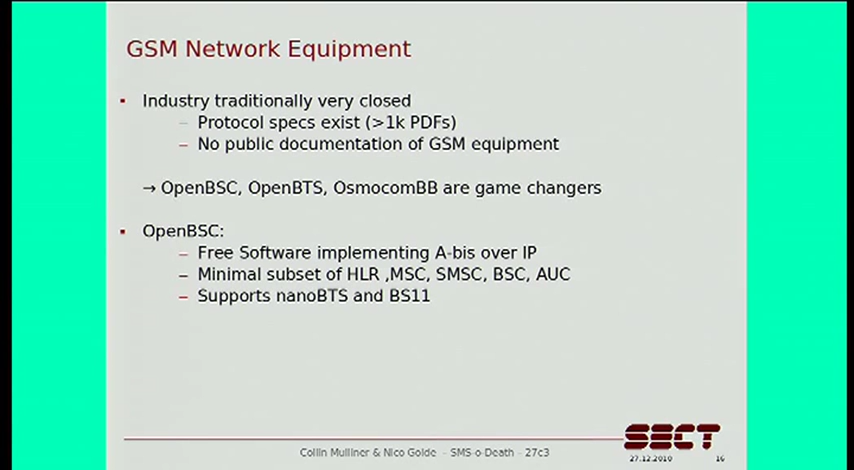 GSM Network Equipment
▪ Industry traditionally very closed
– Protocol specs exist (>1k PDFs)
– No public documentation of GSM equipment
→ OpenBSC, OpenBTS, OsmocomBB are game changers
▪ OpenBSC:
– Free Software implementing A-bis over IP
– Minimal subset of HLR ,MSC, SMSC, BSC, AUC
– Supports nanoBTS and BS11
SECT
Collin Mulliner & Nico Golde - SMS-o-Death - 27c3
27.12.2010 16